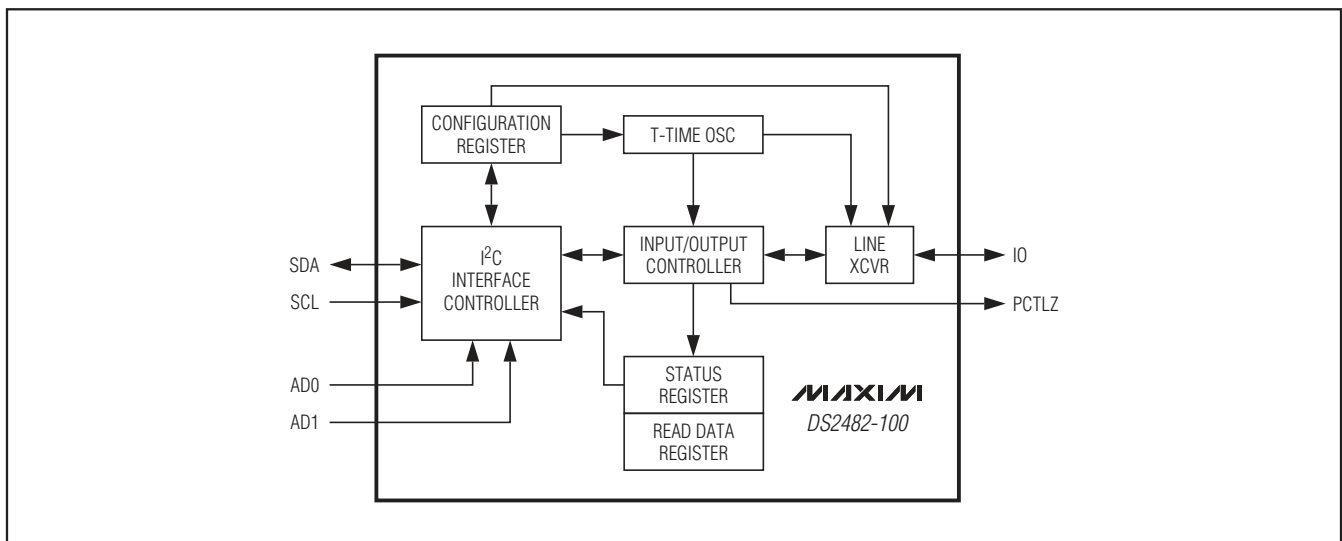 CONFIGURATION
REGISTER
T-TIME OSC
SDA
SCL
AD0
AD1
I²C
INTERFACE
CONTROLLER
INPUT/OUTPUT
CONTROLLER
LINE
XCVR
IO
PCTLZ
STATUS
REGISTER
READ DATA
REGISTER
MAXIM
DS2482-100